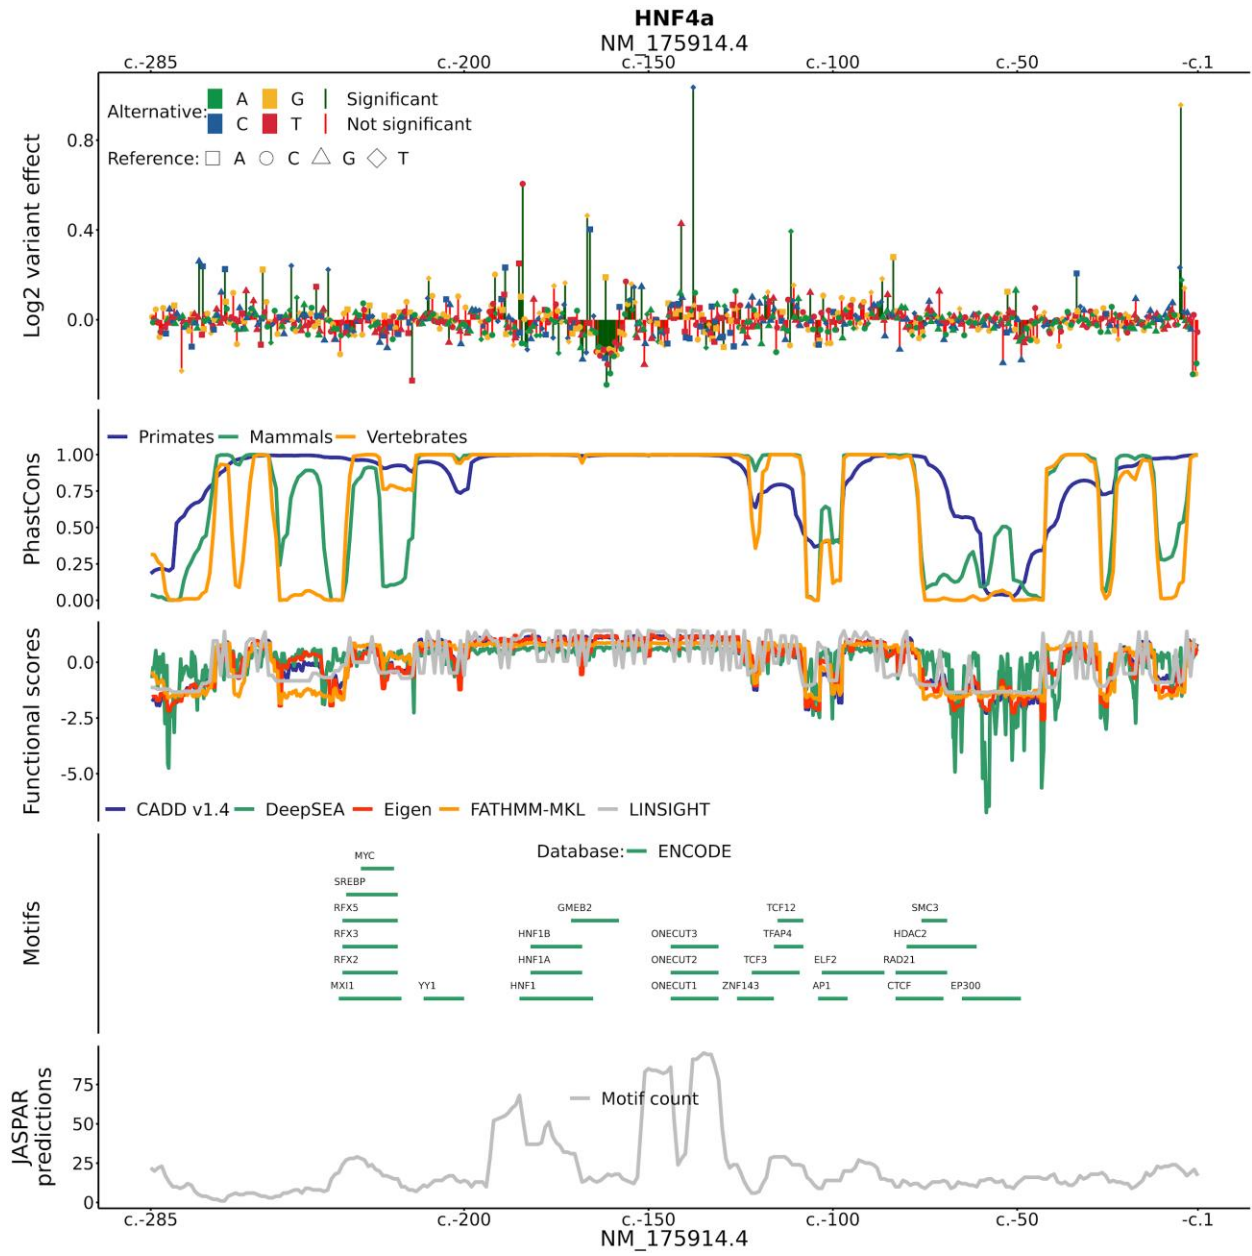 HNF4a
NM_175914.4
c.-285 c.-200 c.-150 c.-100 c.-50 -c.1
Log2 variant effect
0.8
0.4
0.0
Alternative: A G Significant
C T Not significant
Reference: A C G T
PhastCons
Primates Mammals Vertebrates
1.00
0.75
0.50
0.25
0.00
Functional scores
0.0
-2.5
-5.0
CADD v1.4 DeepSEA Eigen FATHMM-MKL LINSIGHT
Motifs
Database: ENCODE
MYC
SREBP
RFX5 GMEB2 TCF12 SMC3
RFX3 HNF1B ONECUT3 TFAP4 HDAC2
RFX2 HNF1A ONECUT2 TCF3 ELF2 RAD21
MXI1 YY1 HNF1 ONECUT1 ZNF143 AP1 CTCF EP300
JASPAR
predictions
75
50
25
0
Motif count
c.-285 c.-200 c.-150 c.-100 c.-50 -c.1
NM_175914.4